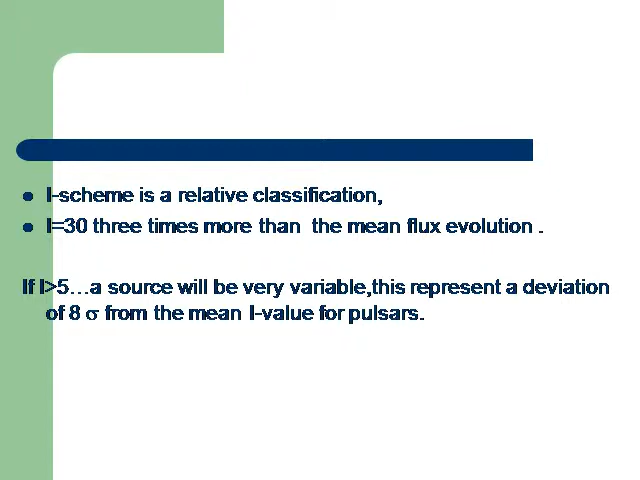 I-scheme is a relative classification,
I=30 three times more than  the mean flux evolution .
If I>5…a source will be very variable,this represent a deviation
of 8 σ from the mean I-value for pulsars.